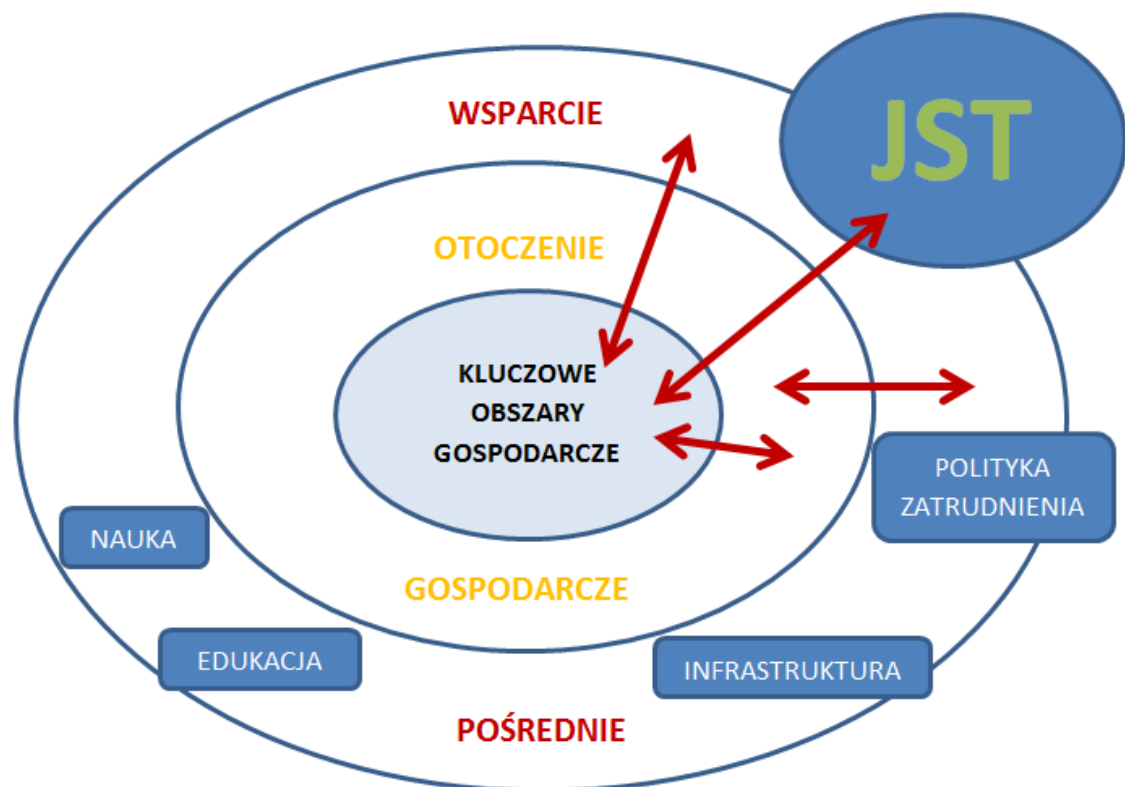 WSPARCIE
JST
OTOCZENIE
KLUCZOWE
OBSZARY
GOSPODARCZE
POLITYKA
ZATRUDNIENIA
NAUKA
GOSPODARCZE
EDUKACJA
INFRASTRUKTURA
POŚREDNIE